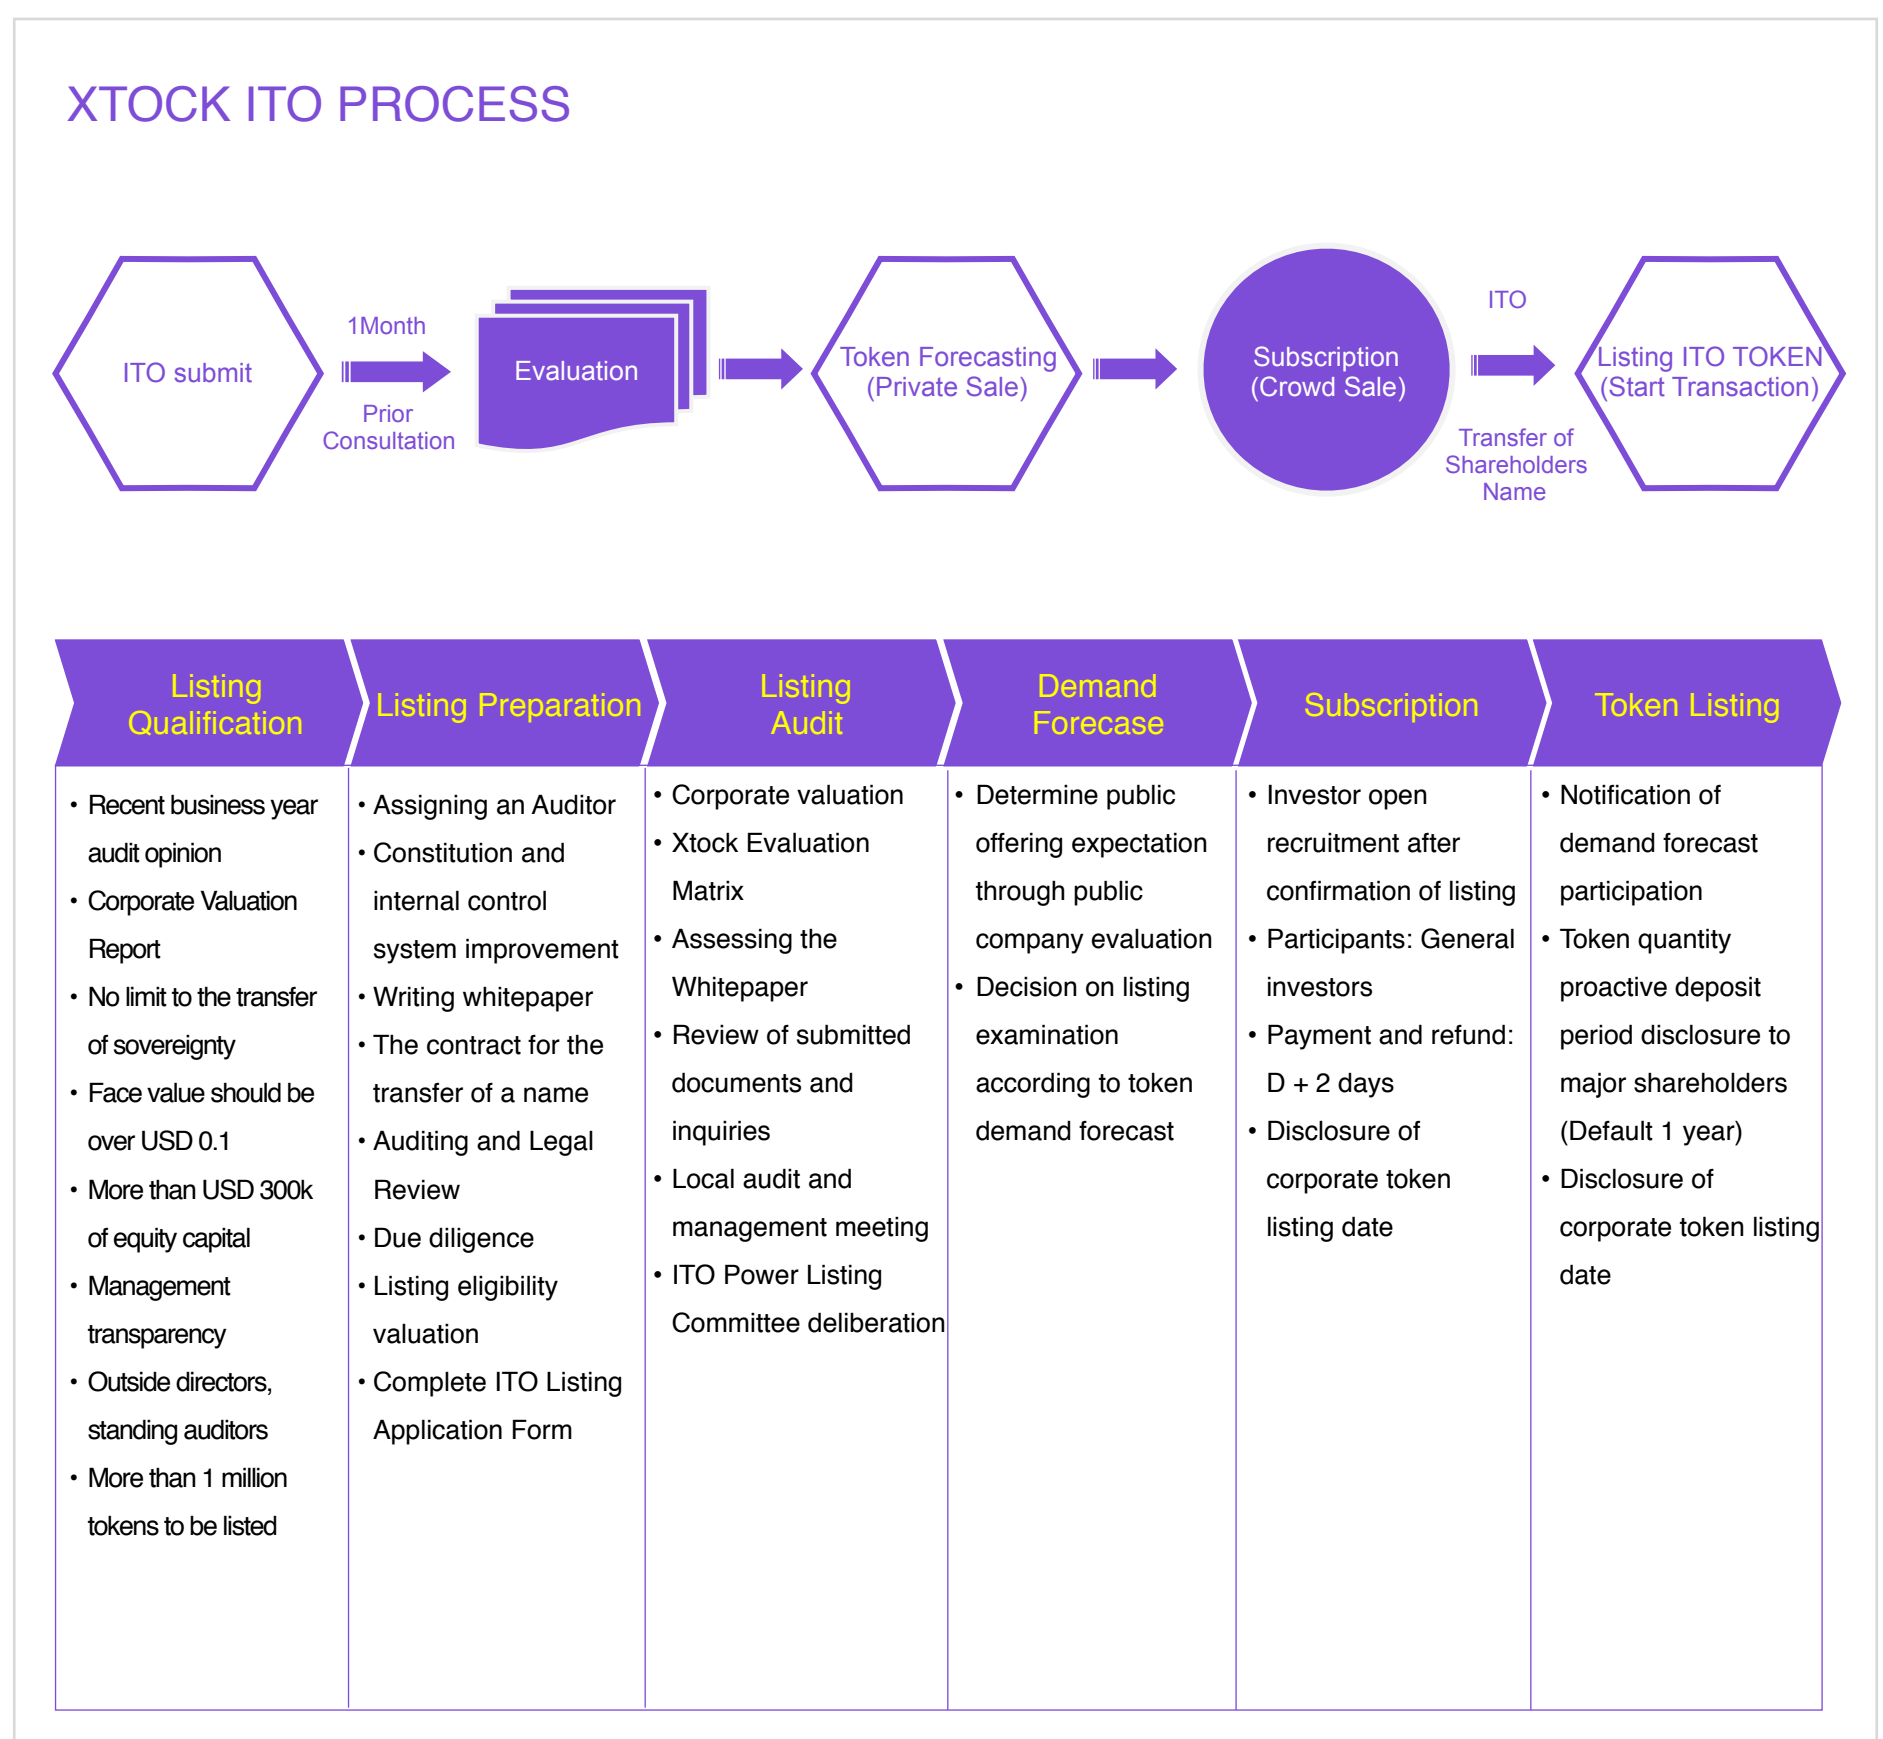 XTOCK ITO PROCESS
ITO submit
1Month
Prior
Consultation
Evaluation
Token Forecasting
(Private Sale)
Subscription
(Crowd Sale)
ITO
Transfer of
Shareholders
Name
Listing ITO TOKEN
(Start Transaction)
Listing
Qualification
• Recent business year
audit opinion
• Corporate Valuation
Report
• No limit to the transfer
of sovereignty
• Face value should be
over USD 0.1
• More than USD 300k
of equity capital
• Management
transparency
• Outside directors,
standing auditors
• More than 1 million
tokens to be listed
Listing Preparation
• Assigning an Auditor
• Constitution and
internal control
system improvement
• Writing whitepaper
• The contract for the
transfer of a name
• Auditing and Legal
Review
• Due diligence
• Listing eligibility
valuation
• Complete ITO Listing
Application Form
Listing
Audit
• Corporate valuation
• Xtock Evaluation
Matrix
• Assessing the
Whitepaper
• Review of submitted
documents and
inquiries
• Local audit and
management meeting
• ITO Power Listing
Committee deliberation
Demand
Forecase
• Determine public
offering expectation
through public
company evaluation
• Decision on listing
examination
according to token
demand forecast
Subscription
• Investor open
recruitment after
confirmation of listing
• Participants: General
investors
• Payment and refund:
D + 2 days
• Disclosure of
corporate token
listing date
Token Listing
• Notification of
demand forecast
participation
• Token quantity
proactive deposit
period disclosure to
major shareholders
(Default 1 year)
• Disclosure of
corporate token listing
date